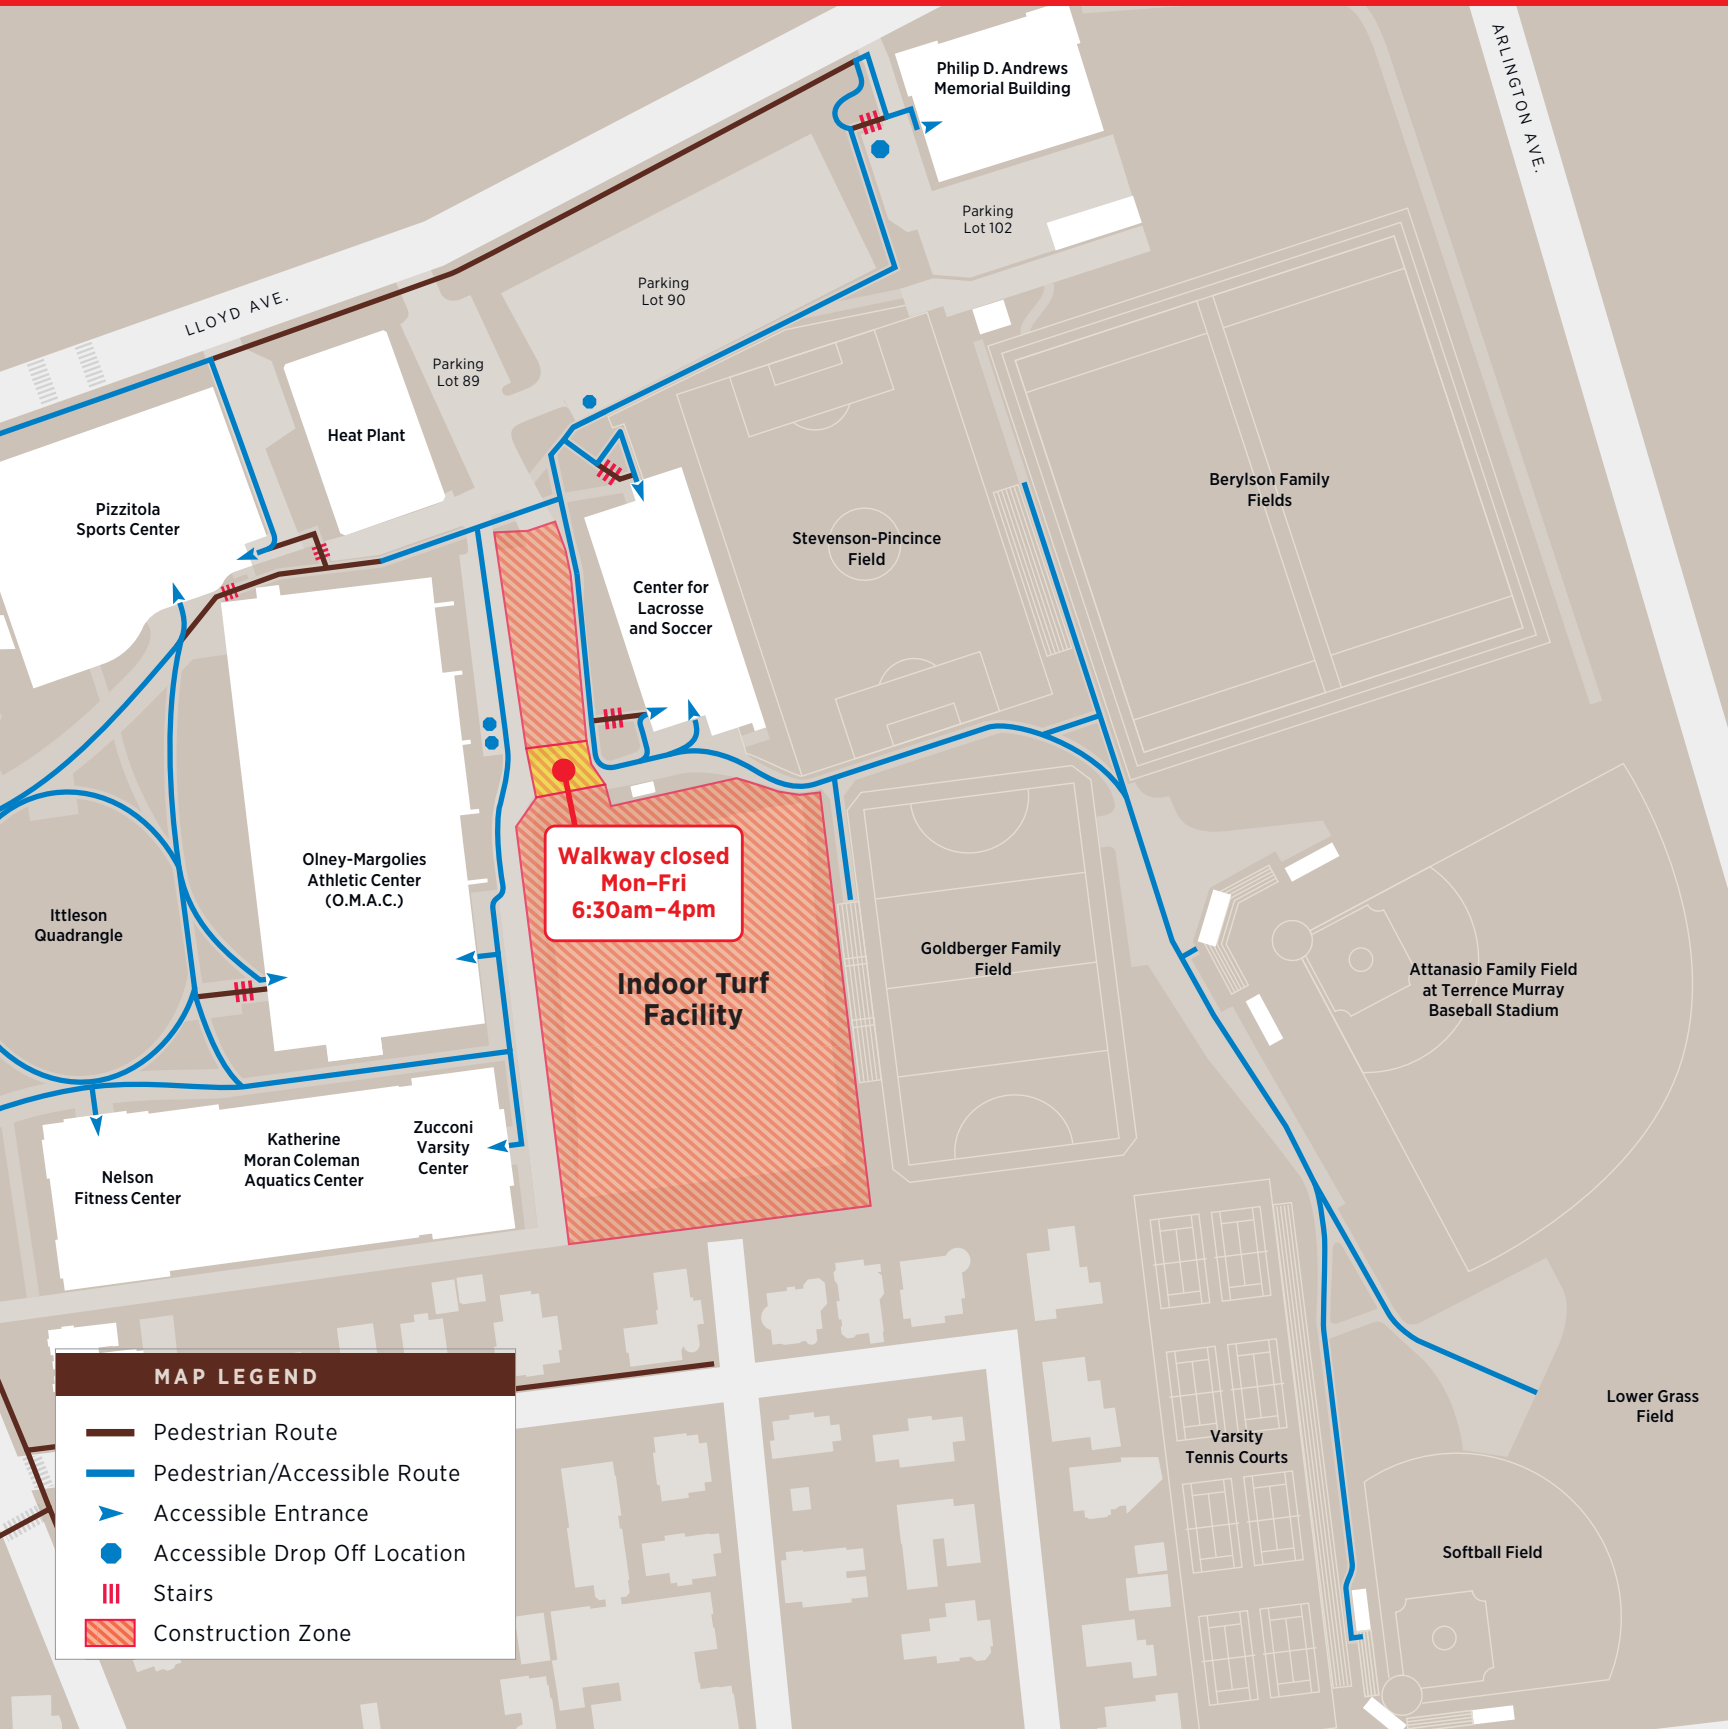 ARLINGTON AVE.
Philip D. Andrews
Memorial Building
Parking
Lot 102
LLOYD AVE.
Parking
Lot 90
Parking
Lot 89
Heat Plant
Pizzitola
Sports Center
Berylson Family
Fields
Stevenson-Pincince
Field
Center for
Lacrosse
and Soccer
Walkway closed
Mon–Fri
6:30am–4pm
Olney-Margolies
Athletic Center
(O.M.A.C.)
Ittleson
Quadrangle
Indoor Turf
Facility
Goldberger Family
Field
Attanasio Family Field
at Terrence Murray
Baseball Stadium
Zucconi
Varsity
Center
Katherine
Moran Coleman
Aquatics Center
Nelson
Fitness Center
Lower Grass
Field
Varsity
Tennis Courts
Softball Field
MAP LEGEND
Pedestrian Route
Pedestrian/Accessible Route
Accessible Entrance
Accessible Drop Off Location
Stairs
Construction Zone